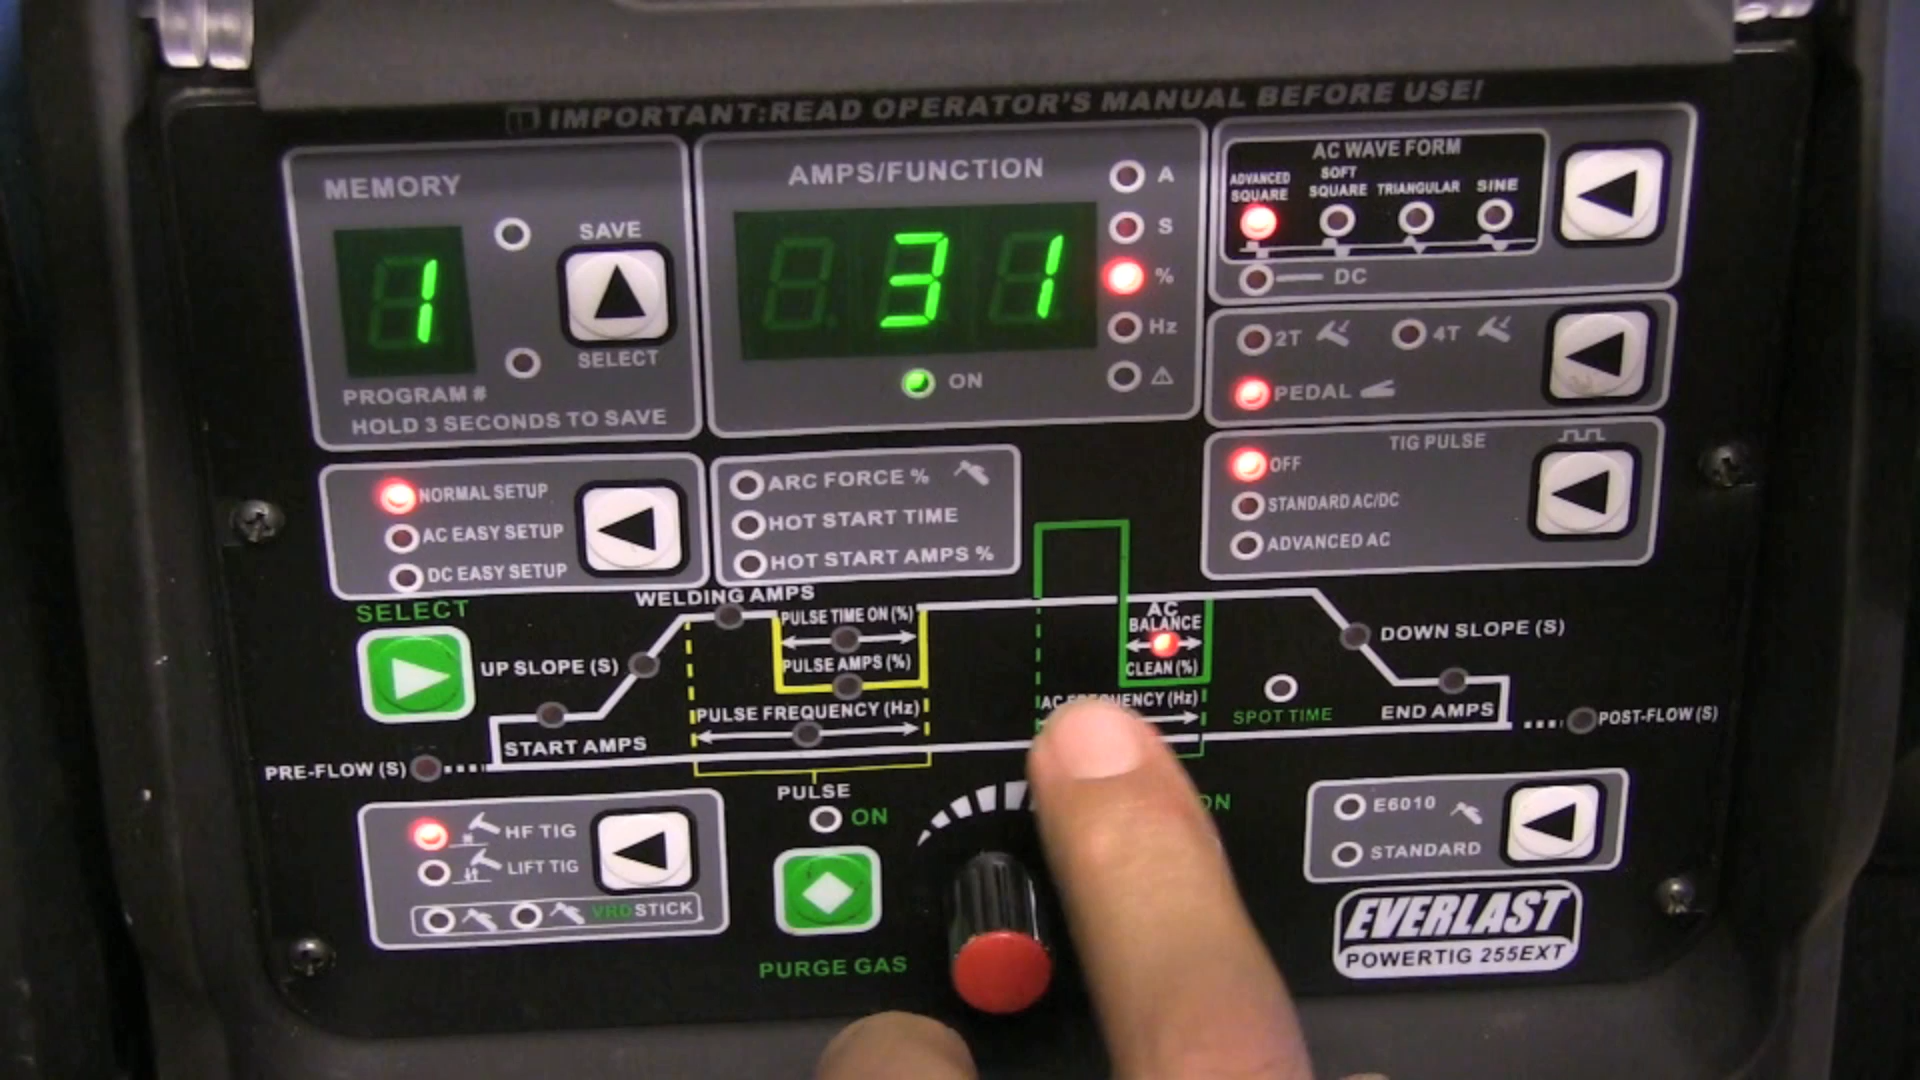 IMPORTANT:READ OPERATOR'S MANUAL BEFORE USE!
MEMORY
1
SAVE
SELECT
PROGRAM #
HOLD 3 SECONDS TO SAVE
AMPS/FUNCTION
31
A
S
%
Hz
ON
AC WAVE FORM
ADVANCED SQUARE
SOFT SQUARE
TRIANGULAR
SINE
DC
2T
4T
PEDAL
TIG PULSE
OFF
STANDARD AC/DC
ADVANCED AC
NORMAL SETUP
AC EASY SETUP
DC EASY SETUP
ARC FORCE %
HOT START TIME
HOT START AMPS %
SELECT
PRE-FLOW (S)
START AMPS
UP SLOPE (S)
WELDING AMPS
PULSE TIME ON (%)
PULSE AMPS (%)
PULSE FREQUENCY (Hz)
PULSE
ON
AC
BALANCE
CLEAN (%)
AC FREQUENCY (Hz)
SPOT TIME
DOWN SLOPE (S)
END AMPS
POST-FLOW (S)
HF TIG
LIFT TIG
VRD STICK
PURGE GAS
E6010
STANDARD
EVERLAST
POWERTIG 255EXT